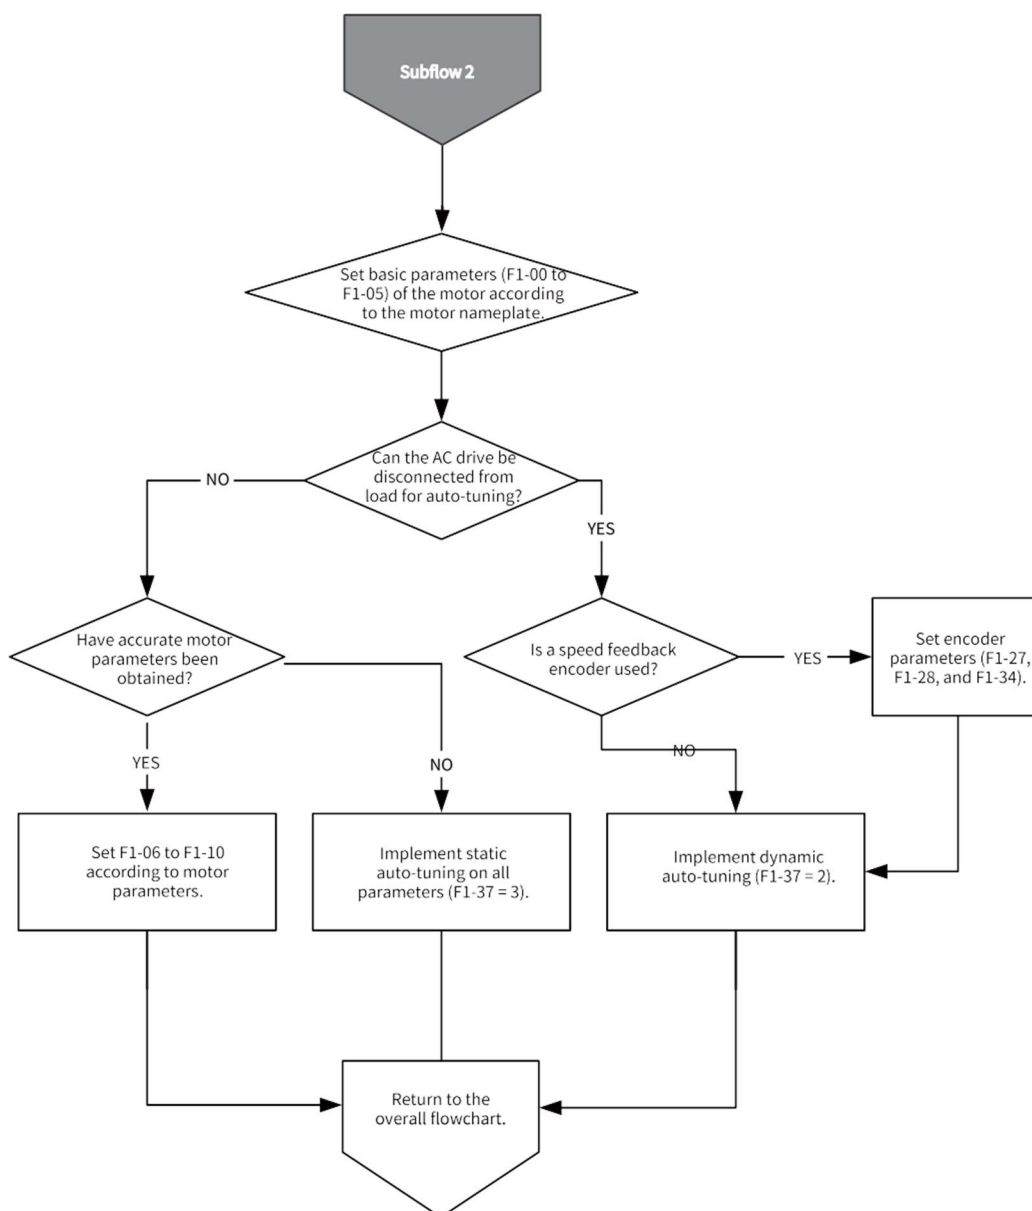 Subflow 2
Set basic parameters (F1-00 to
F1-05) of the motor according
to the motor nameplate.
Can the AC drive be
disconnected from
load for auto-tuning?
NO
YES
Have accurate motor
parameters been
obtained?
Is a speed feedback
encoder used?
YES
Set encoder
parameters (F1-27,
F1-28, and F1-34).
YES
NO
NO
Set F1-06 to F1-10
according to motor
parameters.
Implement static
auto-tuning on all
parameters (F1-37 = 3).
Implement dynamic
auto-tuning (F1-37 = 2).
Return to the
overall flowchart.